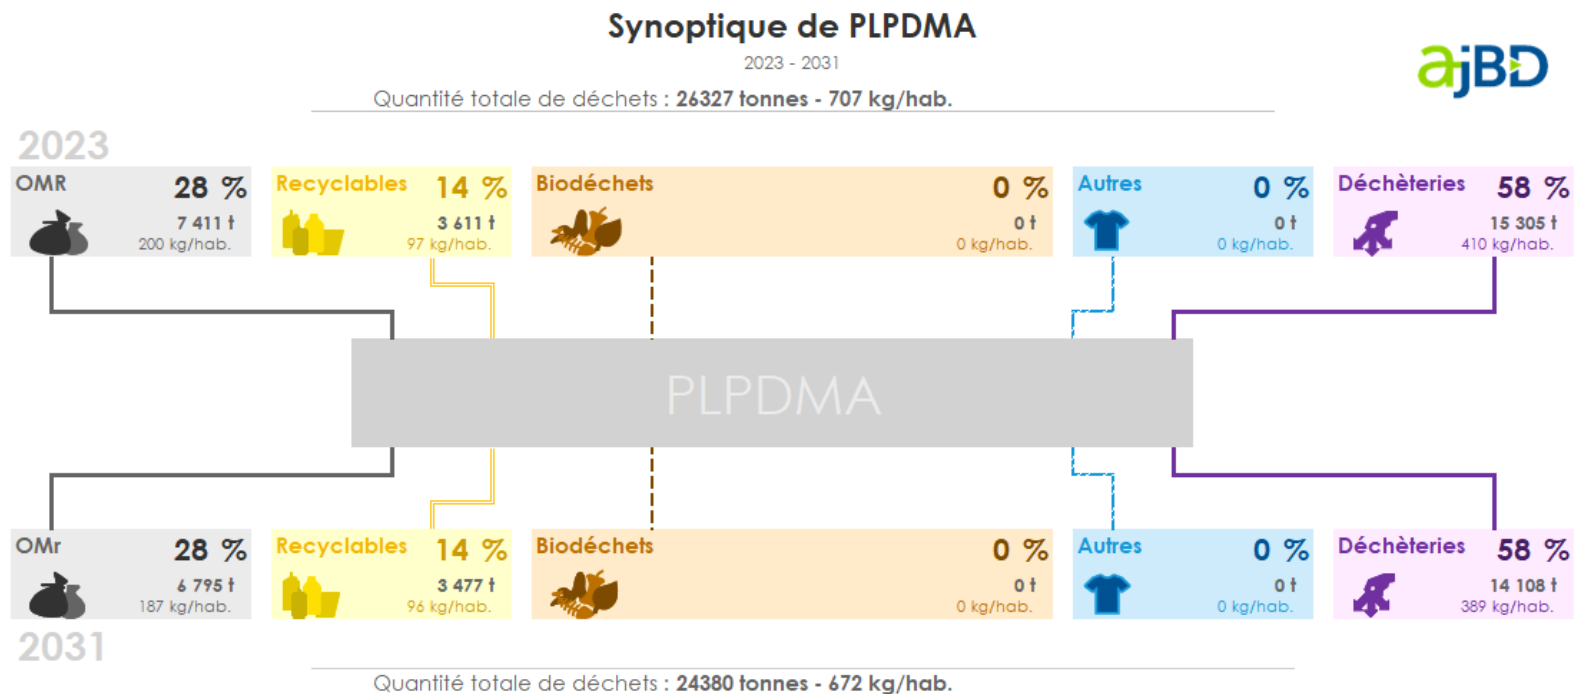 Synoptique de PLPDMA
2023 - 2031
ajBD
Quantité totale de déchets : 26327 tonnes - 707 kg/hab.
2023
OMR 28 %
7 411 t
200 kg/hab.
Recyclables 14 %
3 611 t
97 kg/hab.
Biodéchets 0 %
0 t
0 kg/hab.
Autres 0 %
0 t
0 kg/hab.
Déchèteries 58 %
15 305 t
410 kg/hab.
PLPDMA
OMr 28 %
6 795 t
187 kg/hab.
Recyclables 14 %
3 477 t
96 kg/hab.
Biodéchets 0 %
0 t
0 kg/hab.
Autres 0 %
0 t
0 kg/hab.
Déchèteries 58 %
14 108 t
389 kg/hab.
2031
Quantité totale de déchets : 24380 tonnes - 672 kg/hab.